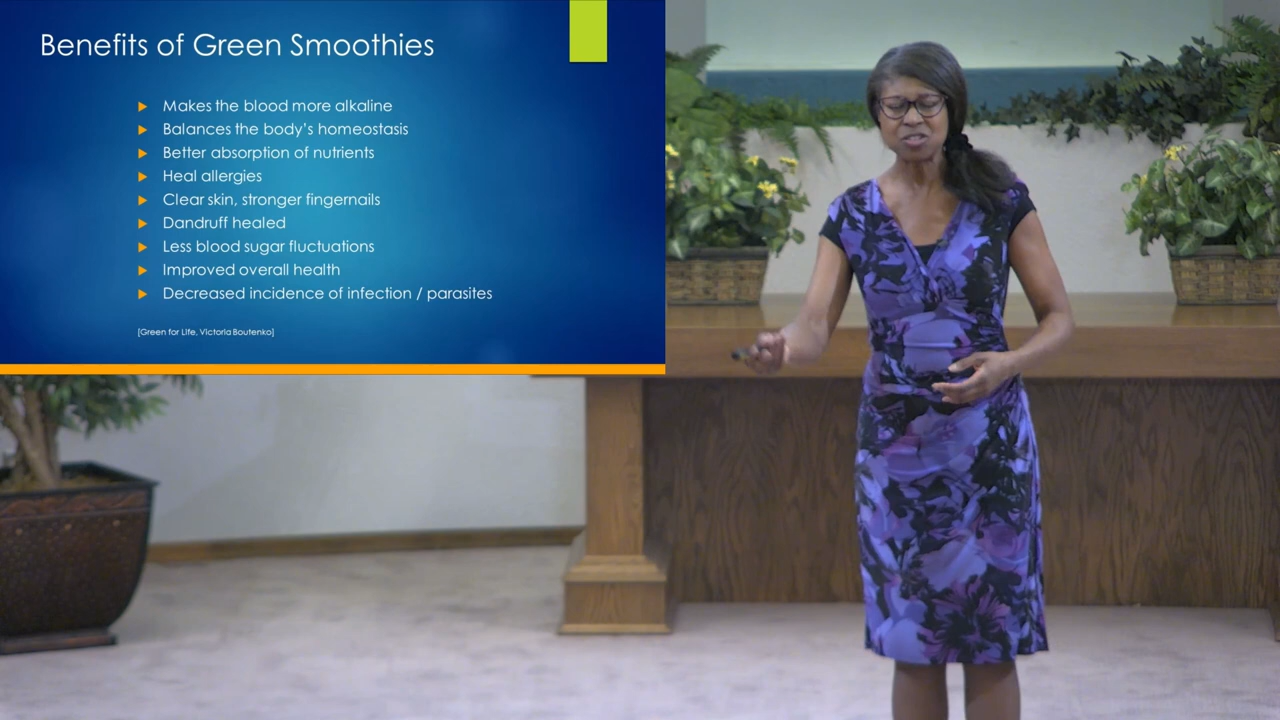 Benefits of Green Smoothies
Makes the blood more alkaline
Balances the body's homeostasis
Better absorption of nutrients
Heal allergies
Clear skin, stronger fingernails
Dandruff healed
Less blood sugar fluctuations
Improved overall health
Decreased incidence of infection / parasites
[Green for Life, Victoria Boutenko]